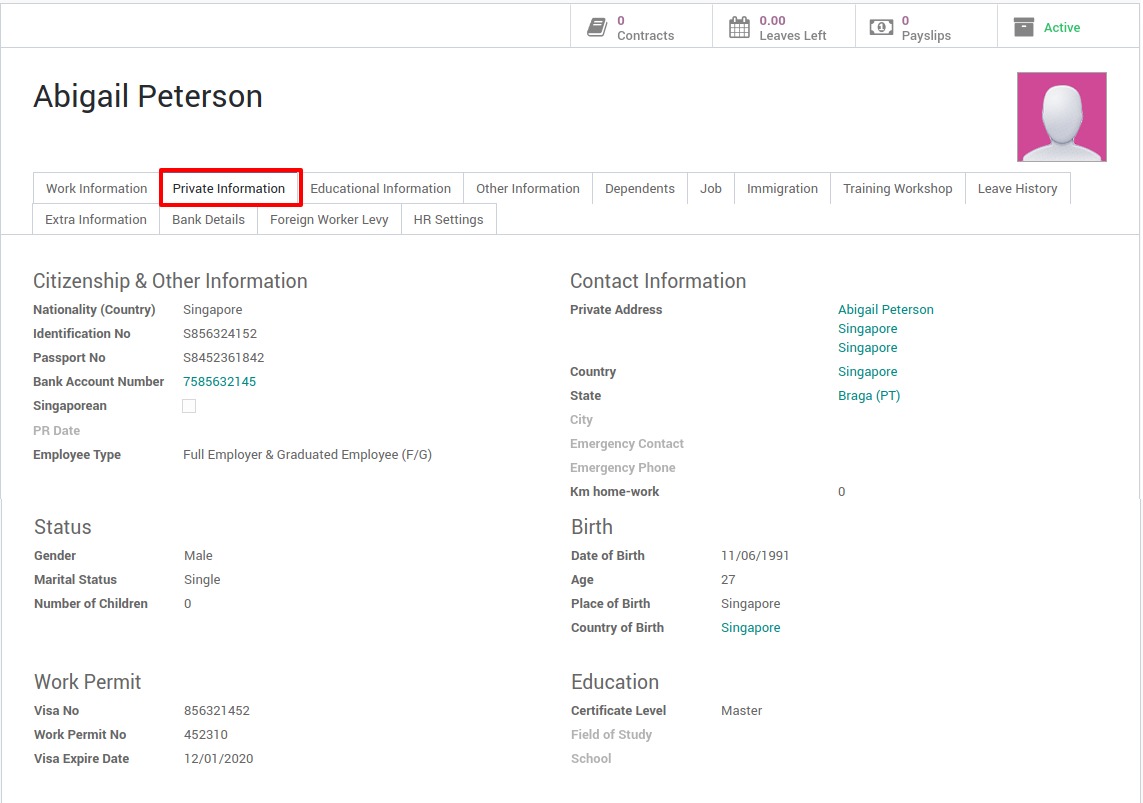 0
Contracts
0.00
Leaves Left
0
Payslips
Active
Abigail Peterson
Work Information Private Information Educational Information Other Information Dependents Job Immigration Training Workshop Leave History
Extra Information Bank Details Foreign Worker Levy HR Settings
Citizenship & Other Information
Nationality (Country) Singapore
Identification No S856324152
Passport No S8452361842
Bank Account Number 7585632145
Singaporean
PR Date
Employee Type Full Employer & Graduated Employee (F/G)
Contact Information
Private Address Abigail Peterson
Singapore
Singapore
Country Singapore
State Braga (PT)
City
Emergency Contact
Emergency Phone
Km home-work 0
Status
Gender Male
Marital Status Single
Number of Children 0
Birth
Date of Birth 11/06/1991
Age 27
Place of Birth Singapore
Country of Birth Singapore
Work Permit
Visa No 856321452
Work Permit No 452310
Visa Expire Date 12/01/2020
Education
Certificate Level Master
Field of Study
School